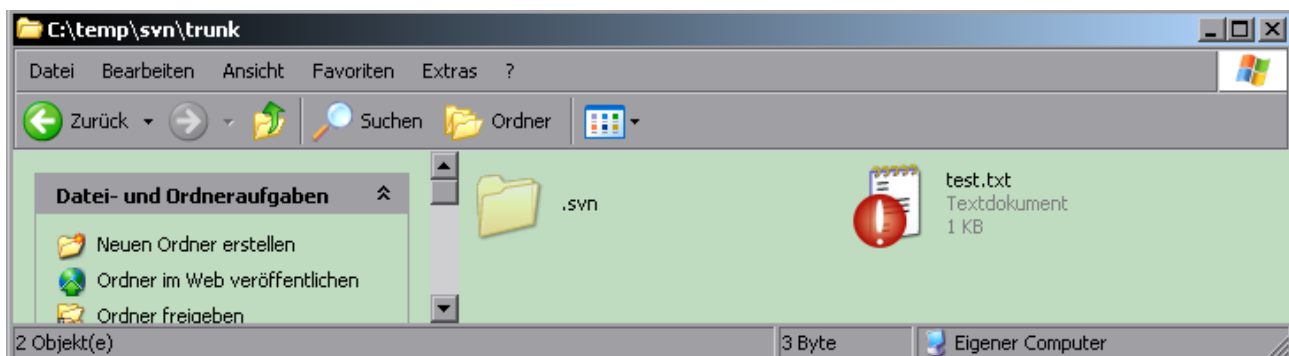 C:\temp\svn\trunk
Datei Bearbeiten Ansicht Favoriten Extras ?
Zurück Suchen Ordner
Datei- und Ordneraufgaben
Neuen Ordner erstellen
Ordner im Web veröffentlichen
Ordner freigeben
.svn
test.txt
Textdokument
1 KB
2 Objekt(e) 3 Byte Eigener Computer